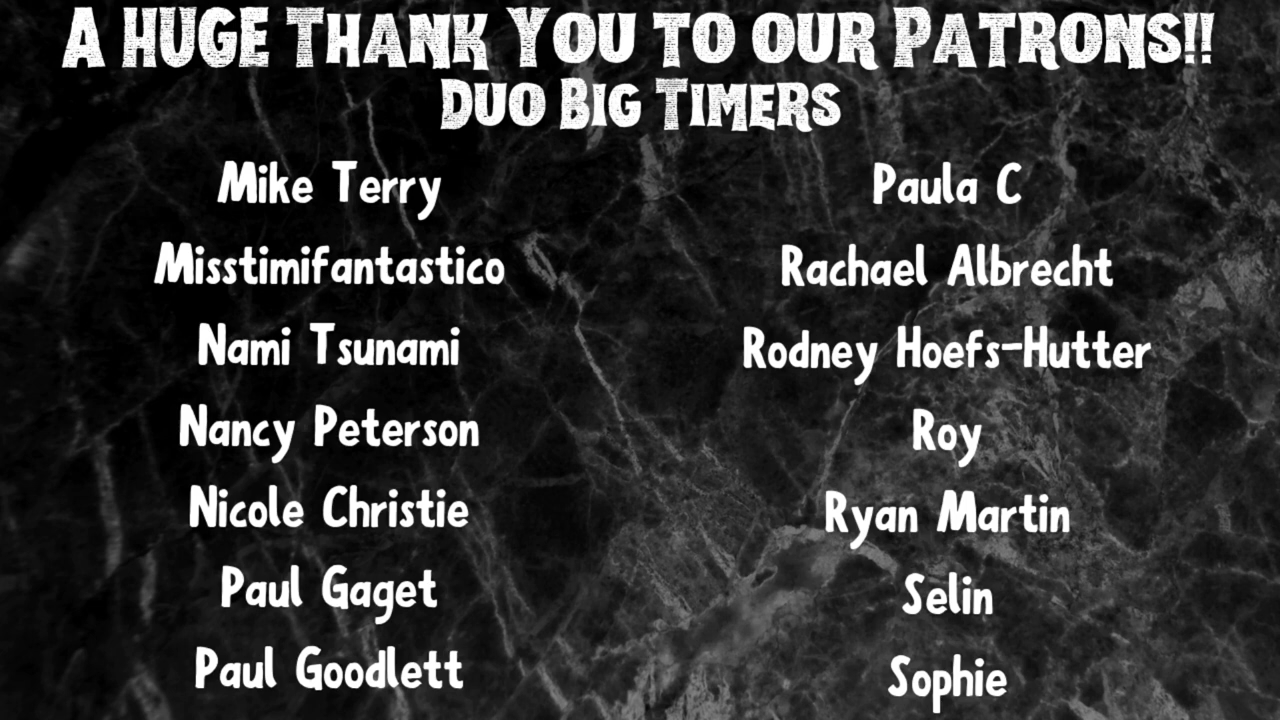 A HUGE THANK YOU TO OUR PATRONS!!
DUO BIG TIMERS
Mike Terry
Misstimifantastico
Nami Tsunami
Nancy Peterson
Nicole Christie
Paul Gaget
Paul Goodlett
Paula C
Rachael Albrecht
Rodney Hoefs-Hutter
Roy
Ryan Martin
Selin
Sophie